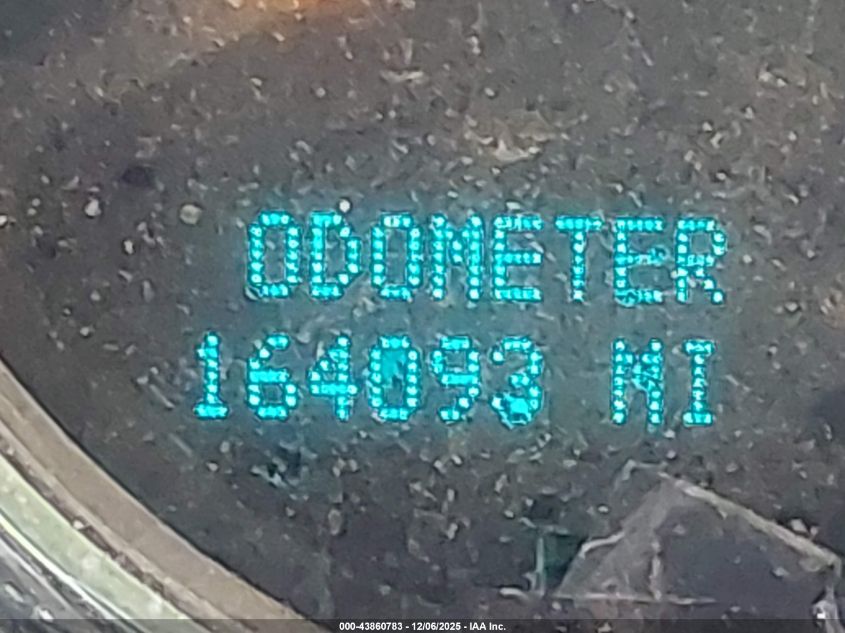 ODOMETER
164093 MI
000-43860783 - 12/06/2025 - IAA Inc.